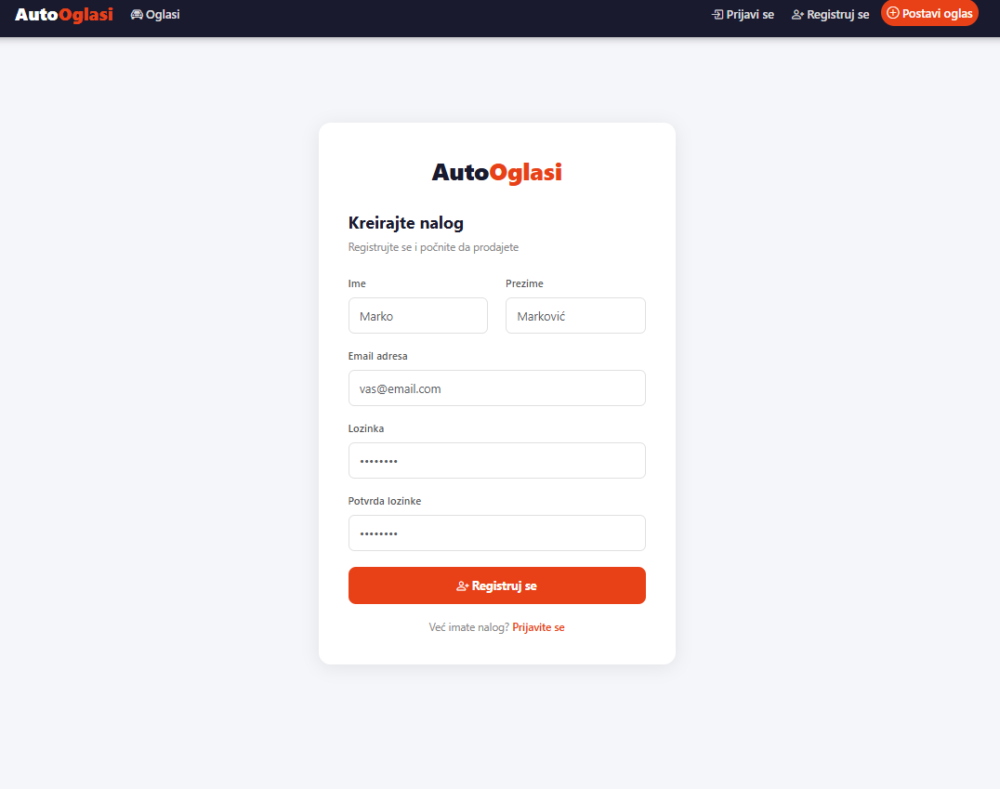 AutoOglasi Oglasi Prijavi se Registruj se Postavi oglas
AutoOglasi
Kreirajte nalog
Registrujte se i počnite da prodajete
Ime Prezime
Marko Marković
Email adresa
vas@email.com
Lozinka
••••••••
Potvrda lozinke
••••••••
Registruj se
Već imate nalog? Prijavite se